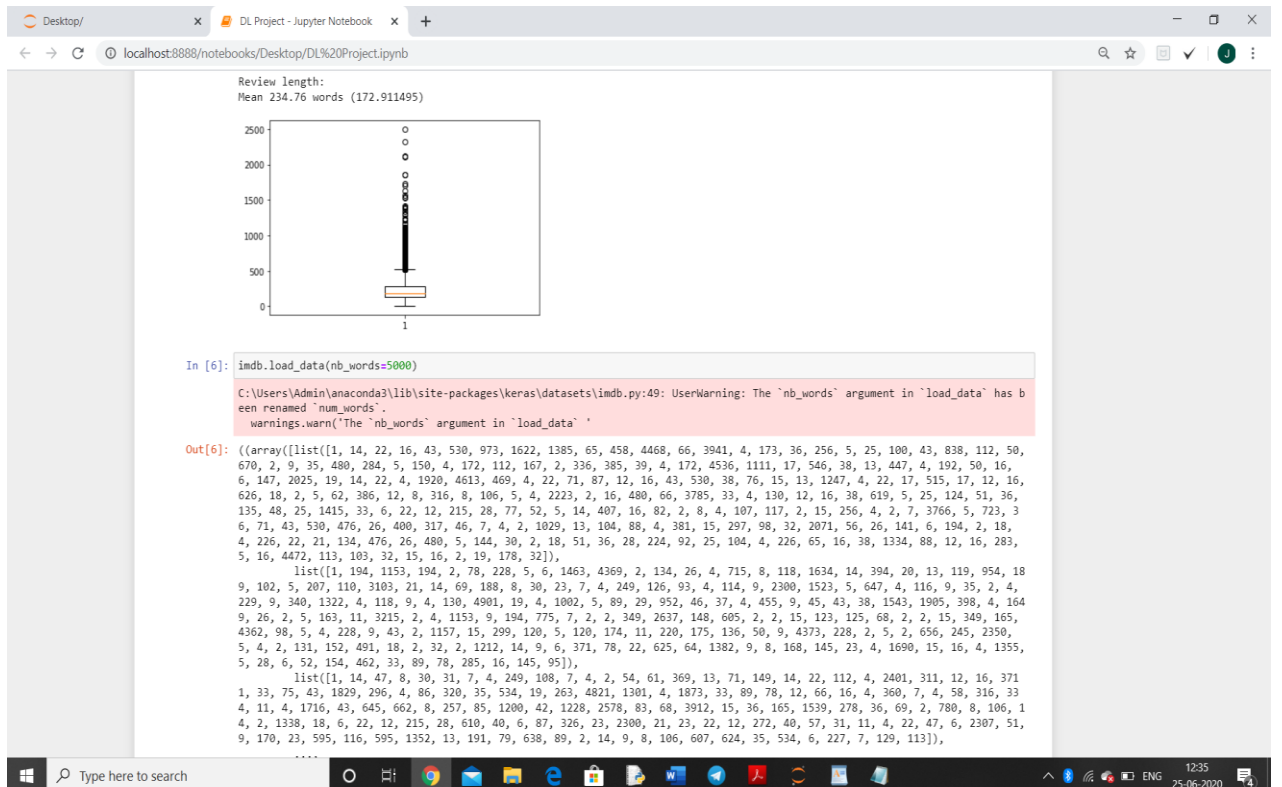 Desktop/
DL Project - Jupyter Notebook
localhost:8888/notebooks/Desktop/DL%20Project.ipynb
J
Review length:
Mean 234.76 words (172.911495)
2500
2000
1500
1000
500
0
1
In [6]: imdb.load_data(nb_words=5000)
C:\Users\Admin\anaconda3\lib\site-packages\keras\datasets\imdb.py:49: UserWarning: The `nb_words` argument in `load_data` has b
een renamed `num_words`.
warnings.warn('The `nb_words` argument in `load_data` '
Out[6]: ((array([list([1, 14, 22, 16, 43, 530, 973, 1622, 1385, 65, 458, 4468, 66, 3941, 4, 173, 36, 256, 5, 25, 100, 43, 838, 112, 50,
670, 2, 9, 35, 480, 284, 5, 150, 4, 172, 112, 167, 2, 336, 385, 39, 4, 172, 4536, 1111, 17, 546, 38, 13, 447, 4, 192, 50, 16,
6, 147, 2025, 19, 14, 22, 4, 1920, 4613, 469, 4, 22, 71, 87, 12, 16, 43, 530, 38, 76, 15, 13, 1247, 4, 22, 17, 515, 17, 12, 16,
626, 18, 2, 5, 62, 386, 12, 8, 316, 8, 106, 5, 4, 2223, 2, 16, 480, 66, 3785, 33, 4, 130, 12, 16, 38, 619, 5, 25, 124, 51, 36,
135, 48, 25, 1415, 33, 6, 22, 12, 215, 28, 77, 52, 5, 14, 407, 16, 82, 2, 8, 4, 107, 117, 2, 15, 256, 4, 2, 7, 3766, 5, 723, 3
6, 71, 43, 530, 476, 26, 400, 317, 46, 7, 4, 2, 1029, 13, 104, 88, 4, 381, 15, 297, 98, 32, 2071, 56, 26, 141, 6, 194, 2, 18,
4, 226, 22, 21, 134, 476, 26, 480, 5, 144, 30, 2, 18, 51, 36, 28, 224, 92, 25, 104, 4, 226, 65, 16, 38, 1334, 88, 12, 16, 283,
5, 16, 4472, 113, 103, 32, 15, 16, 2, 19, 178, 32]),
list([1, 194, 1153, 194, 2, 78, 228, 5, 6, 1463, 4369, 2, 134, 26, 4, 715, 8, 118, 1634, 14, 394, 20, 13, 119, 954, 18
9, 102, 5, 207, 110, 3103, 21, 14, 69, 188, 8, 30, 23, 7, 4, 249, 126, 93, 4, 114, 9, 2300, 1523, 5, 647, 4, 116, 9, 35, 2, 4,
229, 9, 340, 1322, 4, 118, 9, 4, 130, 4901, 19, 4, 1002, 5, 89, 29, 952, 46, 37, 4, 455, 9, 45, 43, 38, 1543, 1905, 398, 4, 164
9, 26, 2, 5, 163, 11, 3215, 2, 4, 1153, 9, 194, 775, 7, 2, 2, 349, 2637, 148, 605, 2, 2, 15, 123, 125, 68, 2, 2, 15, 349, 165,
4362, 98, 5, 4, 228, 9, 43, 2, 1157, 15, 299, 120, 5, 120, 174, 11, 220, 175, 136, 50, 9, 4373, 228, 2, 5, 2, 656, 245, 2350,
5, 4, 2, 131, 152, 491, 18, 2, 32, 2, 1212, 14, 9, 6, 371, 78, 22, 625, 64, 1382, 9, 8, 168, 145, 23, 4, 1690, 15, 16, 4, 1355,
5, 28, 6, 52, 154, 462, 33, 89, 78, 285, 16, 145, 95]),
list([1, 14, 47, 8, 30, 31, 7, 4, 249, 108, 7, 4, 2, 54, 61, 369, 13, 71, 149, 14, 22, 112, 4, 2401, 311, 12, 16, 371
1, 33, 75, 43, 1829, 296, 4, 86, 320, 35, 534, 19, 263, 4821, 1301, 4, 1873, 33, 89, 78, 12, 66, 16, 4, 360, 7, 4, 58, 316, 33
4, 11, 4, 1716, 43, 645, 662, 8, 257, 85, 1200, 42, 1228, 2578, 83, 68, 3912, 15, 36, 165, 1539, 278, 36, 69, 2, 780, 8, 106, 1
4, 2, 1338, 18, 6, 22, 12, 215, 28, 610, 40, 6, 87, 326, 23, 2300, 21, 23, 22, 12, 272, 40, 57, 31, 11, 4, 22, 47, 6, 2307, 51,
9, 170, 23, 595, 116, 595, 1352, 13, 191, 79, 638, 89, 2, 14, 9, 8, 106, 607, 624, 35, 534, 6, 227, 7, 129, 113]),
Type here to search
ENG
12:35
25-06-2020
4